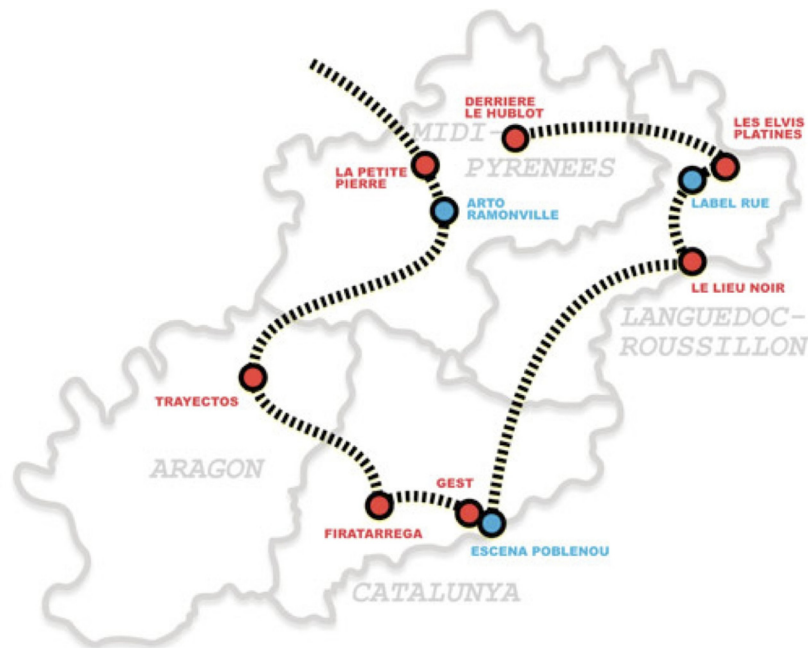 DERRIERE
LE HUBLOT
LES ELVIS
PLATINES
MIDI-
PYRENEES
LA PETITE
PIERRE
ARTO
RAMONVILLE
LABEL RUE
LE LIEU NOIR
LANGUEDOC-
ROUSSILLON
TRAYECTOS
ARAGON
GEST
FIRATARREGA
ESCENA POBLENOU
CATALUNYA